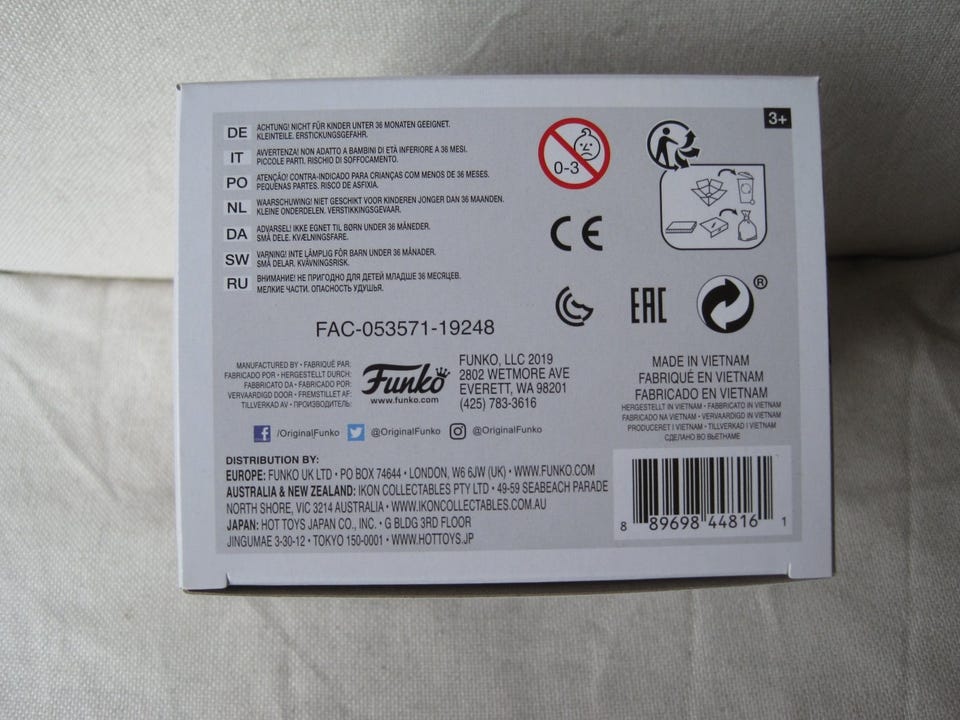 3+
DE ACHTUNG! NICHT FÜR KINDER UNTER 36 MONATEN GEEIGNET.
KLEINTEILE. ERSTICKUNGSGEFAHR.
IT AVVERTENZA! NON ADATTO A BAMBINI DI ETÀ INFERIORE A 36 MESI.
PICCOLE PARTI. RISCHIO DI SOFFOCAMENTO.
PO ATENÇÃO! CONTRA-INDICADO PARA CRIANÇAS COM MENOS DE 36 MESES.
PEQUENAS PARTES. RISCO DE ASFIXIA.
NL WAARSCHUWING! NIET GESCHIKT VOOR KINDEREN JONGER DAN 36 MAANDEN.
KLEINE ONDERDELEN. VERSTIKKINGSGEVAAR.
DA ADVARSEL! IKKE EGNET TIL BØRN UNDER 36 MÅNEDER.
SMÅ DELE. KVÆLNINGSFARE.
SW VARNING! INTE LÄMPLIG FÖR BARN UNDER 36 MÅNADER.
SMÅ DELAR. KVÄVNINGSRISK.
RU ВНИМАНИЕ! НЕ ПРИГОДНО ДЛЯ ДЕТЕЙ МЛАДШЕ 36 МЕСЯЦЕВ.
МЕЛКИЕ ЧАСТИ. ОПАСНОСТЬ УДУШЬЯ.
0-3
CE
EAC
®
FAC-053571-19248
MANUFACTURED BY • FABRIQUÉ PAR:
FABRICADO POR • HERGESTELLT DURCH:
FABBRICATO DA • FABRICADO POR:
VERVAARDIGD DOOR • FREMSTILLET AF:
TILLVERKAD AV • ПРОИЗВОДИТЕЛЬ:
Funko
www.funko.com
FUNKO, LLC 2019
2802 WETMORE AVE
EVERETT, WA 98201
(425) 783-3616
/OriginalFunko @OriginalFunko @OriginalFunko
MADE IN VIETNAM
FABRIQUÉ EN VIETNAM
FABRICADO EN VIETNAM
HERGESTELLT IN VIETNAM • FABBRICATO IN VIETNAM
FABRICADO NA VIETNAM • VERVAARDIGD IN VIETNAM
PRODUCERET I VIETNAM • TILLVERKAD I VIETNAM
СДЕЛАНО ВО ВЬЕТНАМЕ
DISTRIBUTION BY:
EUROPE: FUNKO UK LTD • PO BOX 74644 • LONDON, W6 6JW (UK) • WWW.FUNKO.COM
AUSTRALIA & NEW ZEALAND: IKON COLLECTABLES PTY LTD • 49-59 SEABEACH PARADE
NORTH SHORE, VIC 3214 AUSTRALIA • WWW.IKONCOLLECTABLES.COM.AU
JAPAN: HOT TOYS JAPAN CO., INC. • G BLDG 3RD FLOOR
JINGUMAE 3-30-12 • TOKYO 150-0001 • WWW.HOTTOYS.JP
8 89698 44816 1